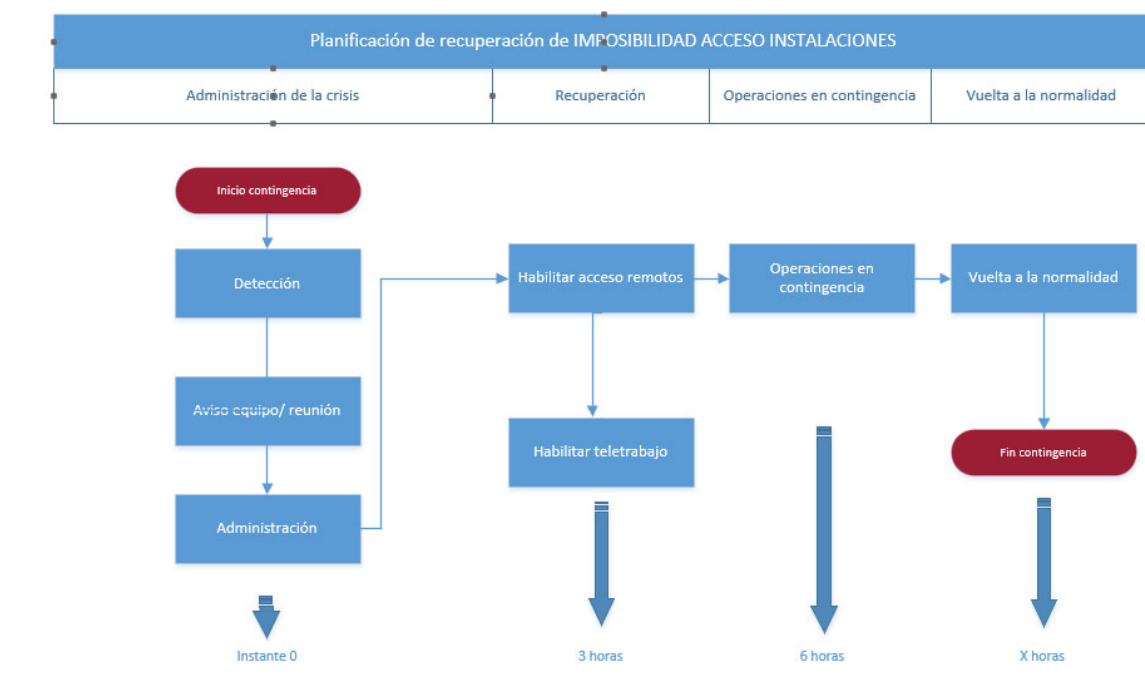 Planificación de recuperación de IMPOSIBILIDAD ACCESO INSTALACIONES
Administración de la crisis
Recuperación
Operaciones en contingencia
Vuelta a la normalidad
Inicio contingencia
Detección
Aviso equipo/ reunión
Administración
Instante 0
Habilitar acceso remotos
Habilitar teletrabajo
3 horas
Operaciones en
contingencia
6 horas
Vuelta a la normalidad
Fin contingencia
X horas